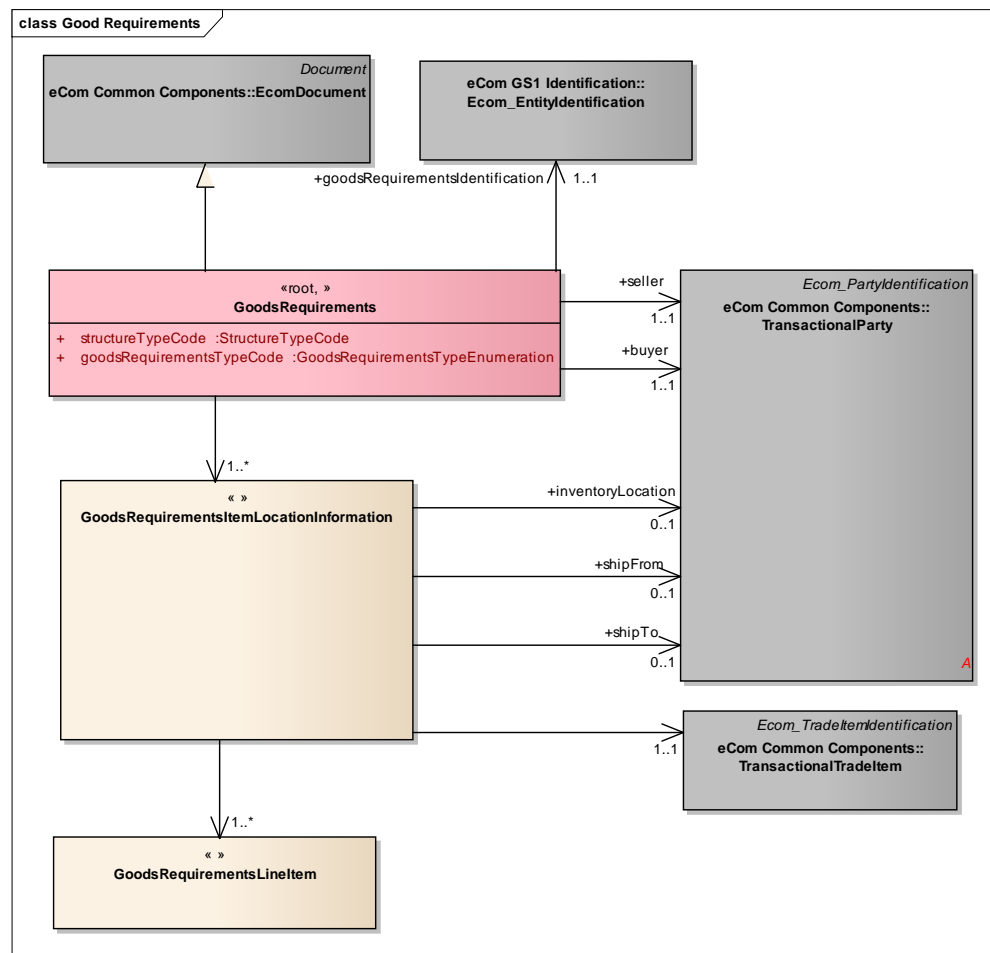 class Good Requirements
Document
eCom Common Components::EcomDocument
eCom GS1 Identification::
Ecom_EntityIdentification
+goodsRequirementsIdentification
1..1
«root, »
GoodsRequirements
+ structureTypeCode :StructureTypeCode
+ goodsRequirementsTypeCode :GoodsRequirementsTypeEnumeration
+seller
1..1
+buyer
1..1
Ecom_PartyIdentification
eCom Common Components::
TransactionalParty
1..*
« »
GoodsRequirementsItemLocationInformation
+inventoryLocation
0..1
+shipFrom
0..1
+shipTo
0..1
A
1..1
Ecom_TradeItemIdentification
eCom Common Components::
TransactionalTradeItem
1..*
« »
GoodsRequirementsLineItem